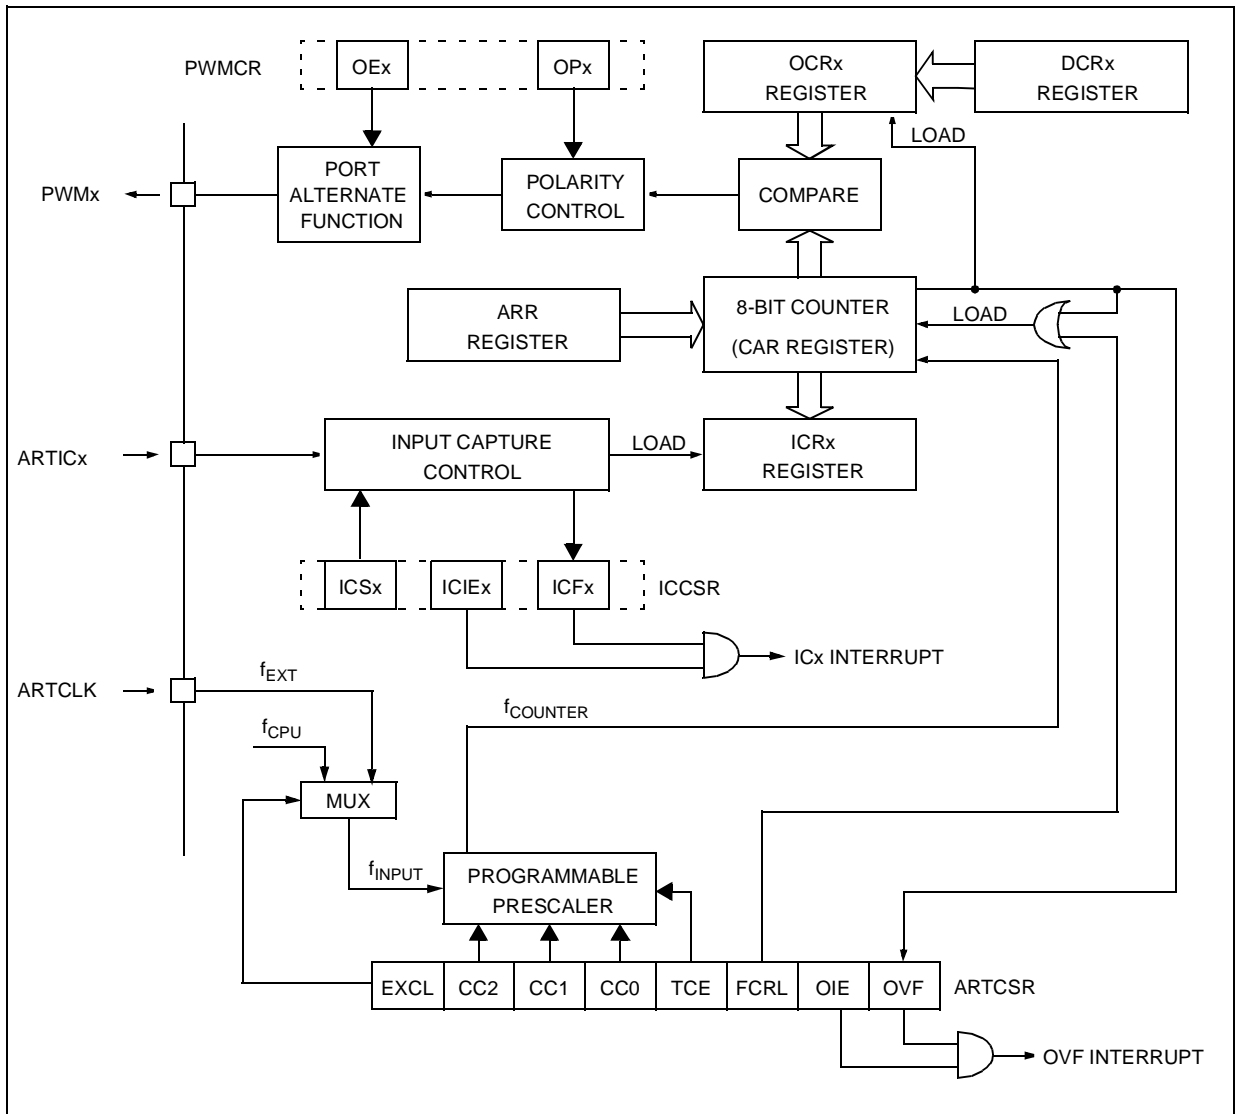 PWMCR
OEx
OPx
OCRx
REGISTER
DCRx
REGISTER
LOAD
PWMx
PORT
ALTERNATE
FUNCTION
POLARITY
CONTROL
COMPARE
ARR
REGISTER
8-BIT COUNTER
(CAR REGISTER)
LOAD
ARTICx
INPUT CAPTURE
CONTROL
LOAD
ICRx
REGISTER
ICSx
ICIEx
ICFx
ICCSR
ICx INTERRUPT
ARTCLK
fEXT
fCPU
fCOUNTER
MUX
fINPUT
PROGRAMMABLE
PRESCALER
EXCL
CC2
CC1
CC0
TCE
FCRL
OIE
OVF
ARTCSR
OVF INTERRUPT